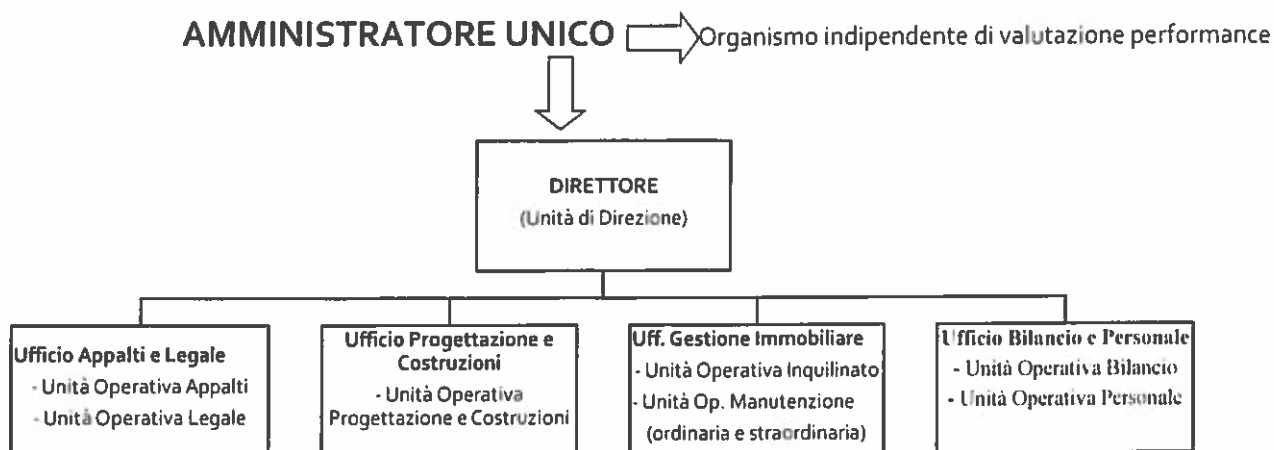 AMMINISTRATORE UNICO Organismo indipendente di valutazione performance
DIRETTORE
(Unità di Direzione)
Ufficio Appalti e Legale
- Unità Operativa Appalti
- Unità Operativa Legale
Ufficio Progettazione e
Costruzioni
- Unità Operativa
Progettazione e Costruzioni
Uff. Gestione Immobiliare
- Unità Operativa Inquilinato
- Unità Op. Manutenzione
(ordinaria e straordinaria)
Ufficio Bilancio e Personale
- Unità Operativa Bilancio
- Unità Operativa Personale